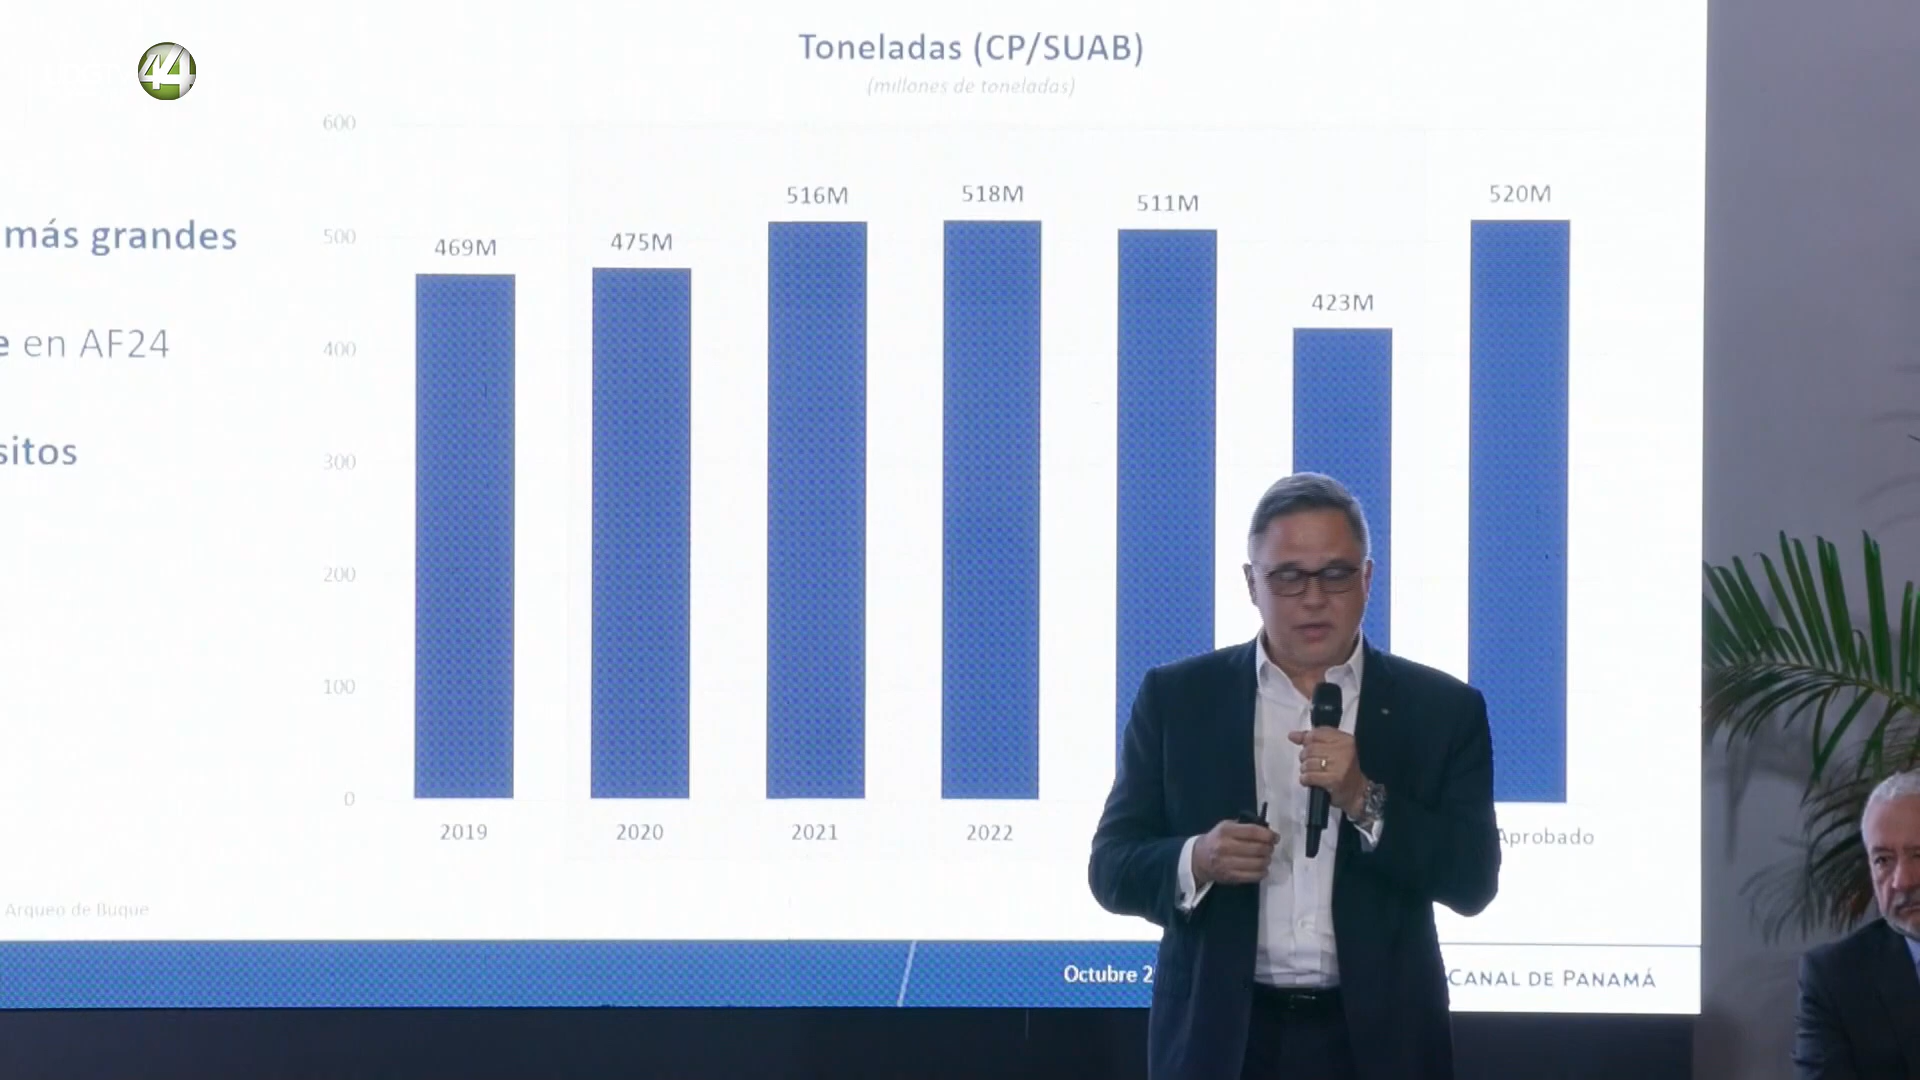 44
Toneladas (CP/SUAB)
(millones de toneladas)
más grandes
e en AF24
sitos
600
500
400
300
200
100
0
469M
475M
516M
518M
511M
423M
520M
2019
2020
2021
2022
Aprobado
Arqueo de Buque
Octubre 2
CANAL DE PANAMÁ